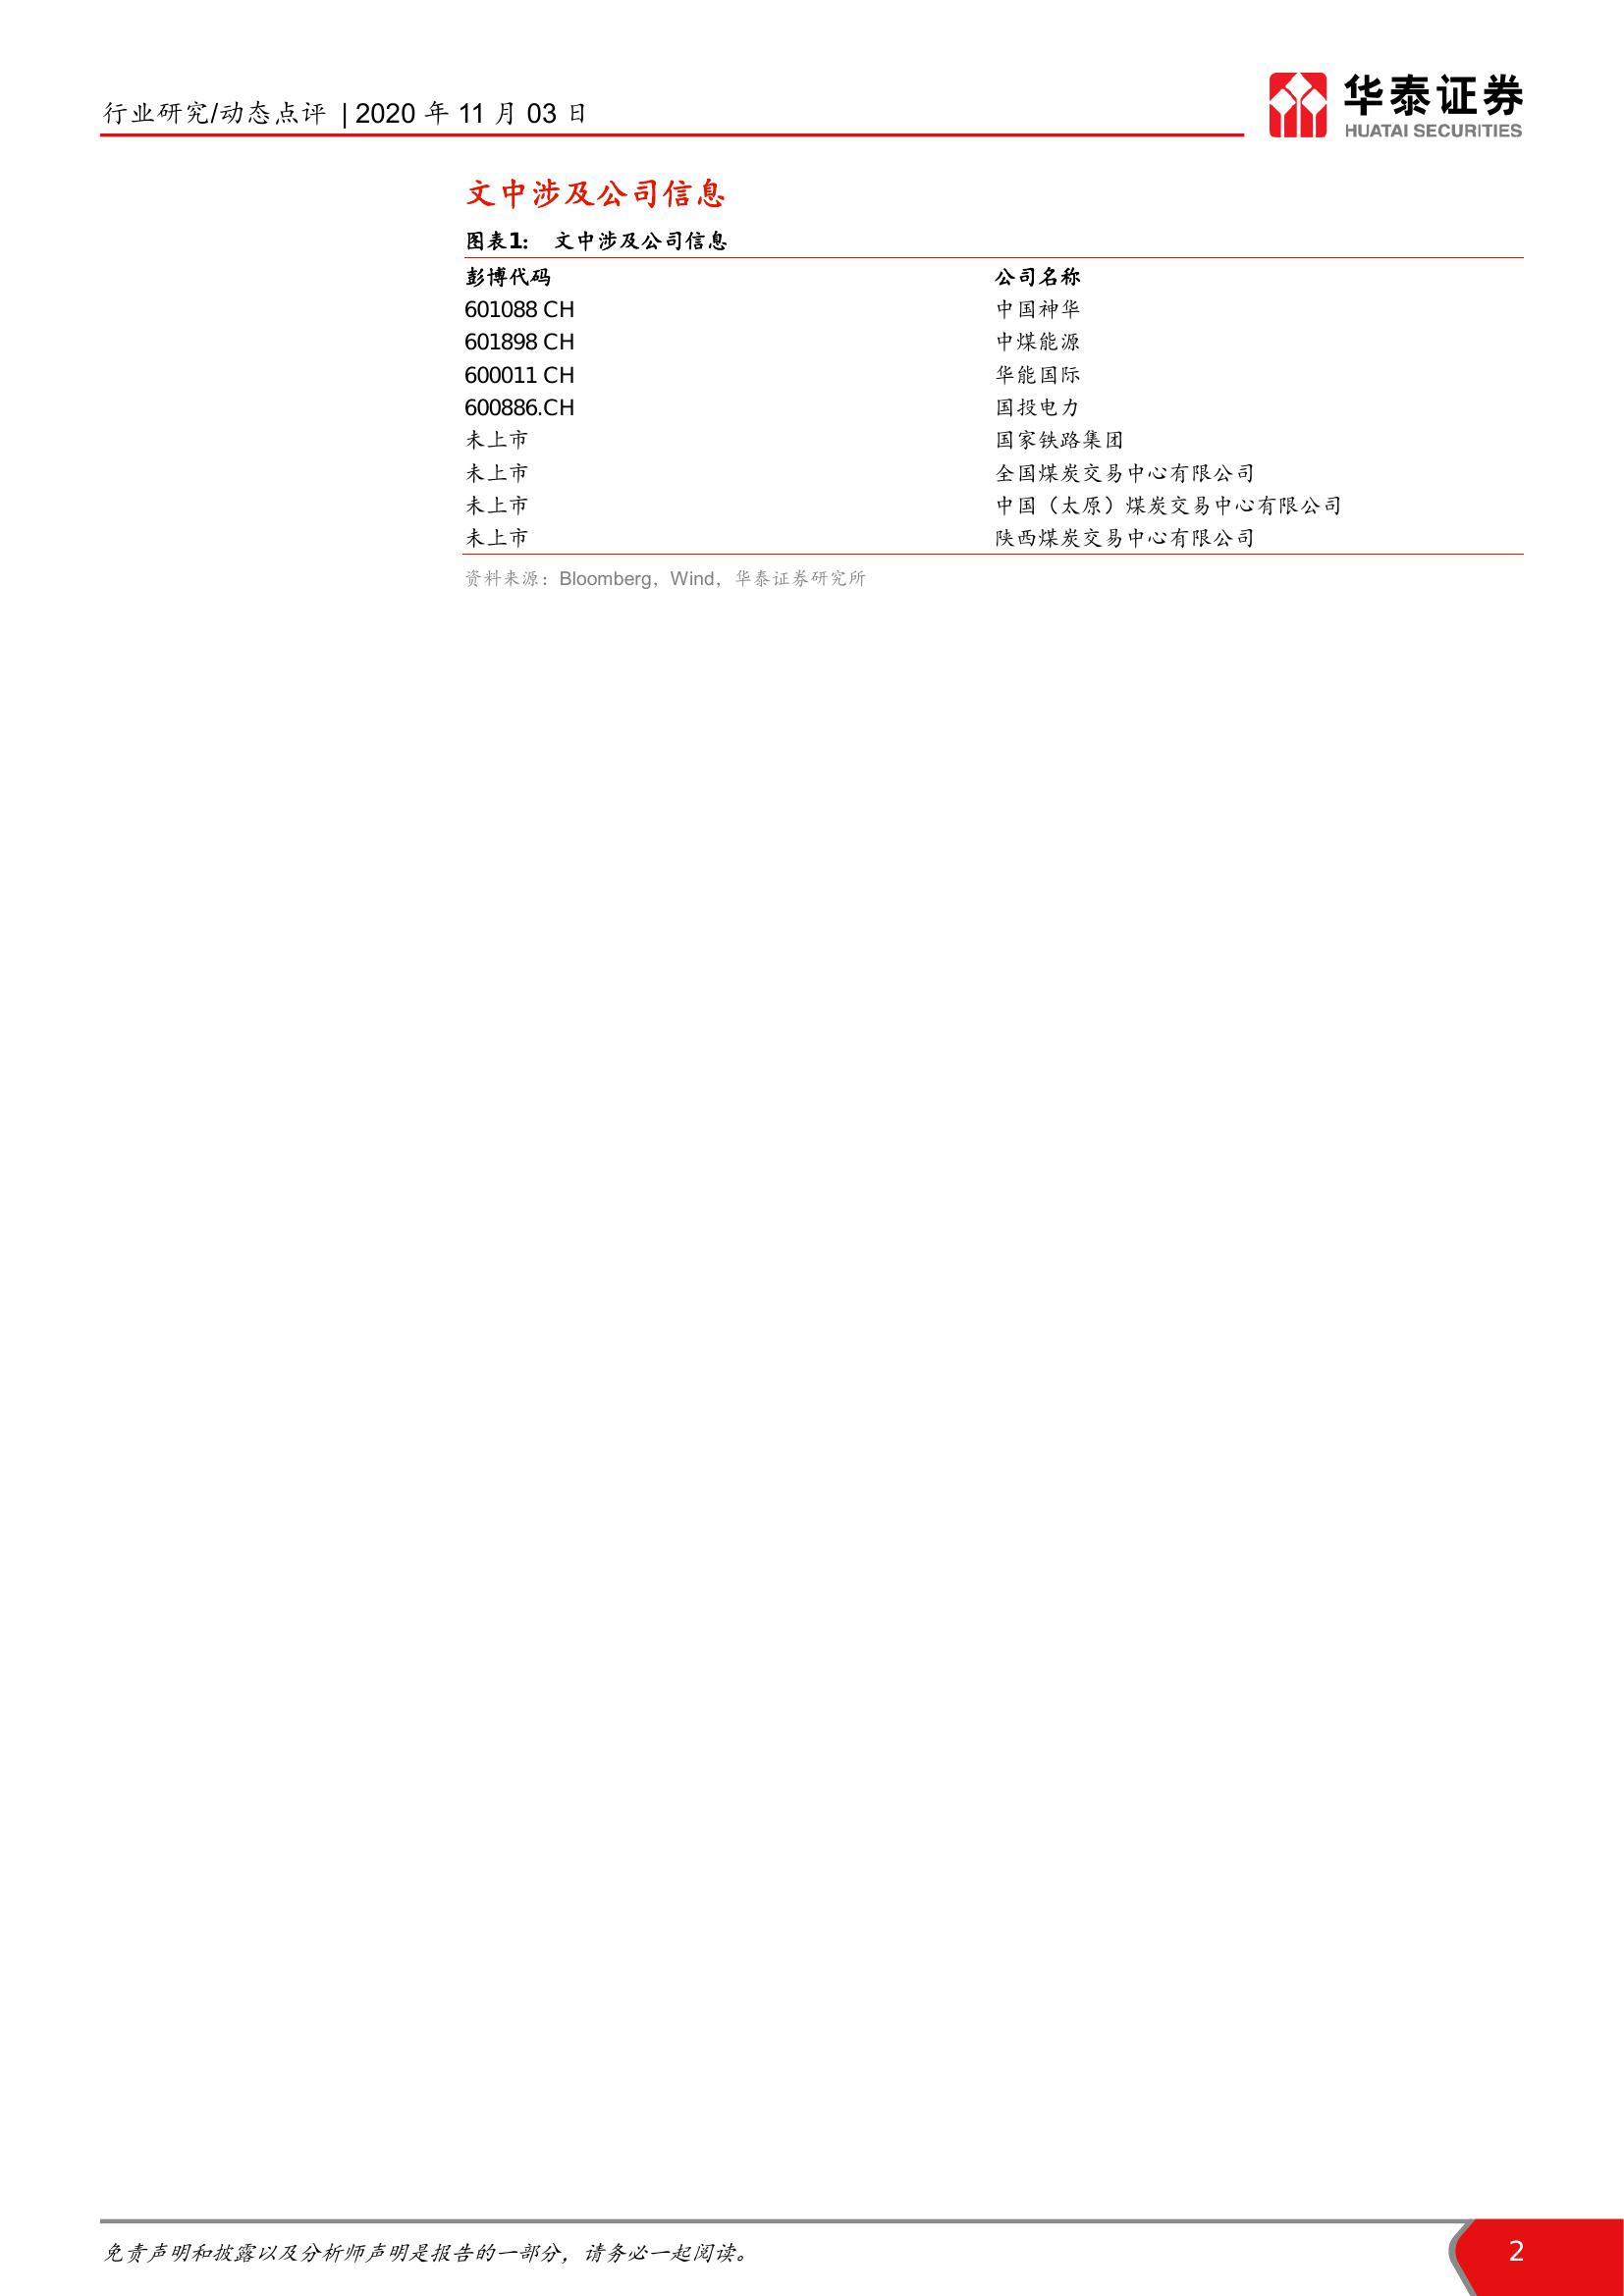 行业研究/动态点评 | 2020 年 11 月 03 日
华泰证券
HUATAI SECURITIES
文中涉及公司信息
图表1： 文中涉及公司信息
彭博代码 公司名称
601088 CH 中国神华
601898 CH 中煤能源
600011 CH 华能国际
600886.CH 国投电力
未上市 国家铁路集团
未上市 全国煤炭交易中心有限公司
未上市 中国（太原）煤炭交易中心有限公司
未上市 陕西煤炭交易中心有限公司
资料来源：Bloomberg，Wind，华泰证券研究所
免责声明和披露以及分析师声明是报告的一部分，请务必一起阅读。
2